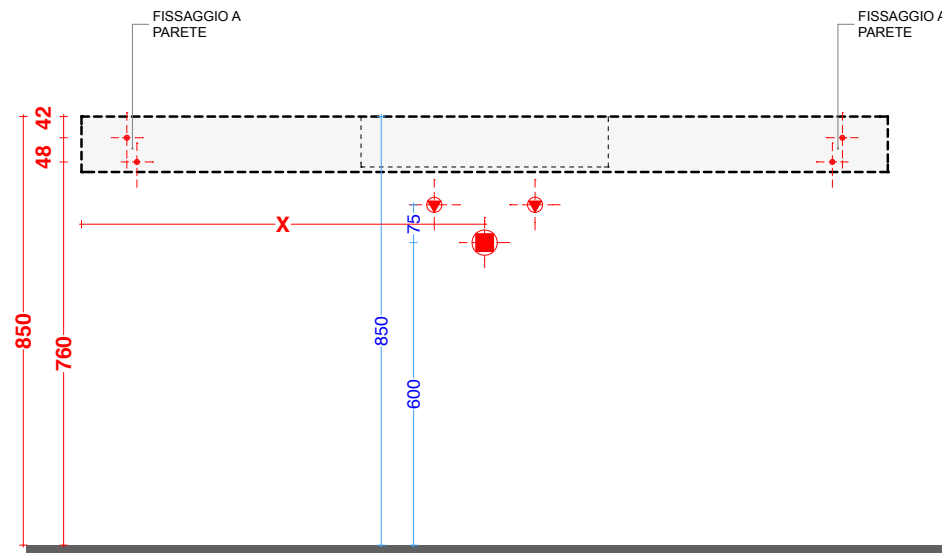 FISSAGGIO A
PARETE
FISSAGGIO A
PARETE
42
48
75
X
850
760
850
600